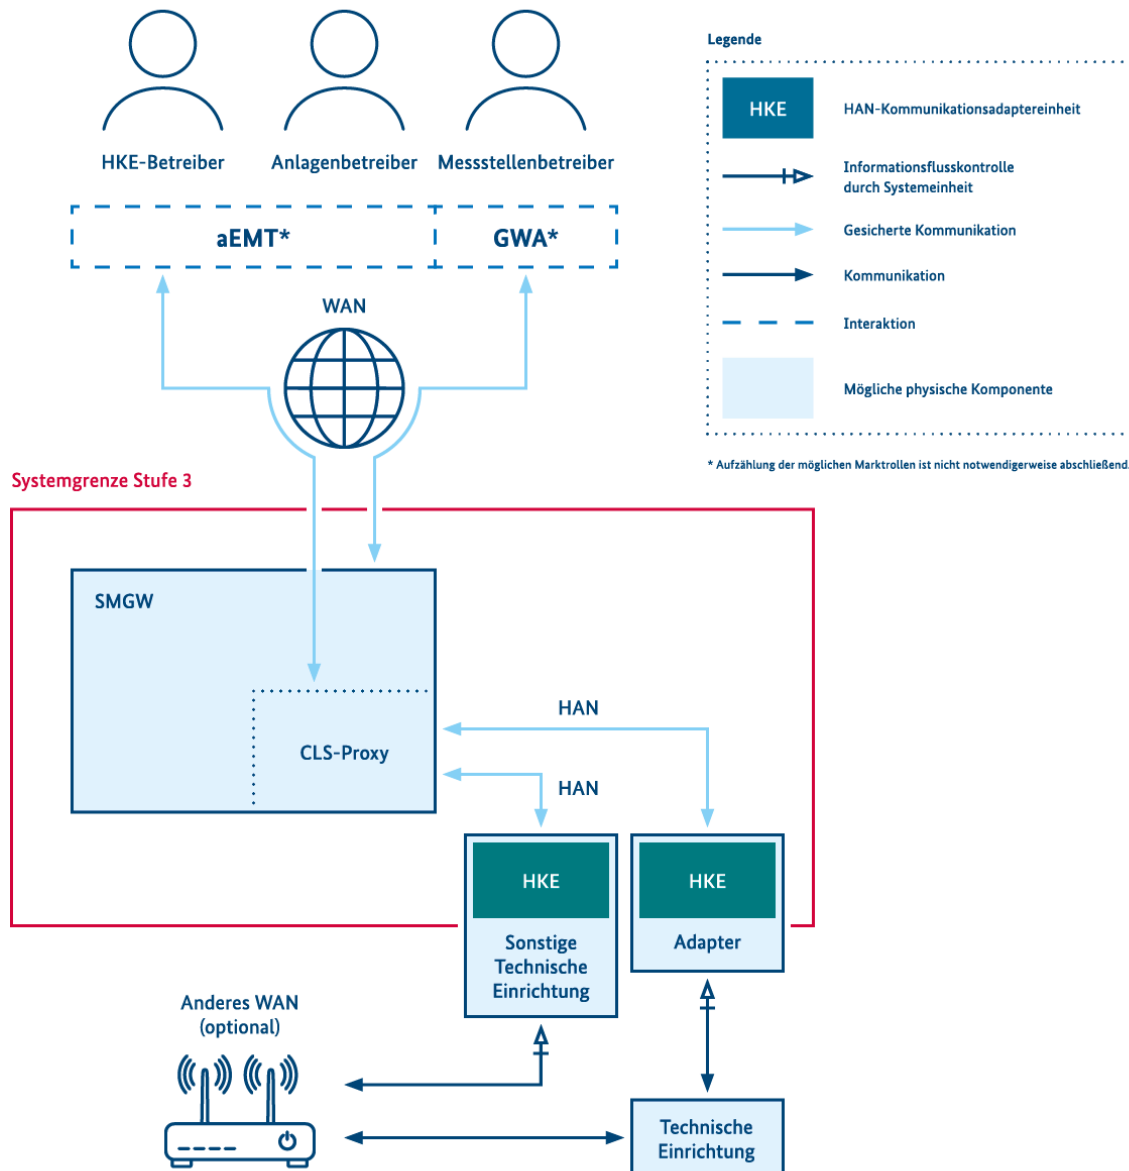 HKE-Betreiber
Anlagenbetreiber
Messstellenbetreiber
aEMT*
GWA*
WAN
Legende
HKE
HAN-Kommunikationsadaptereinheit
Informationsflusskontrolle
durch Systemeinheit
Gesicherte Kommunikation
Kommunikation
Interaktion
Mögliche physische Komponente
* Aufzählung der möglichen Marktrollen ist nicht notwendigerweise abschließend.
Systemgrenze Stufe 3
SMGW
CLS-Proxy
HAN
HAN
HKE
Sonstige
Technische
Einrichtung
HKE
Adapter
Anderes WAN
(optional)
Technische
Einrichtung